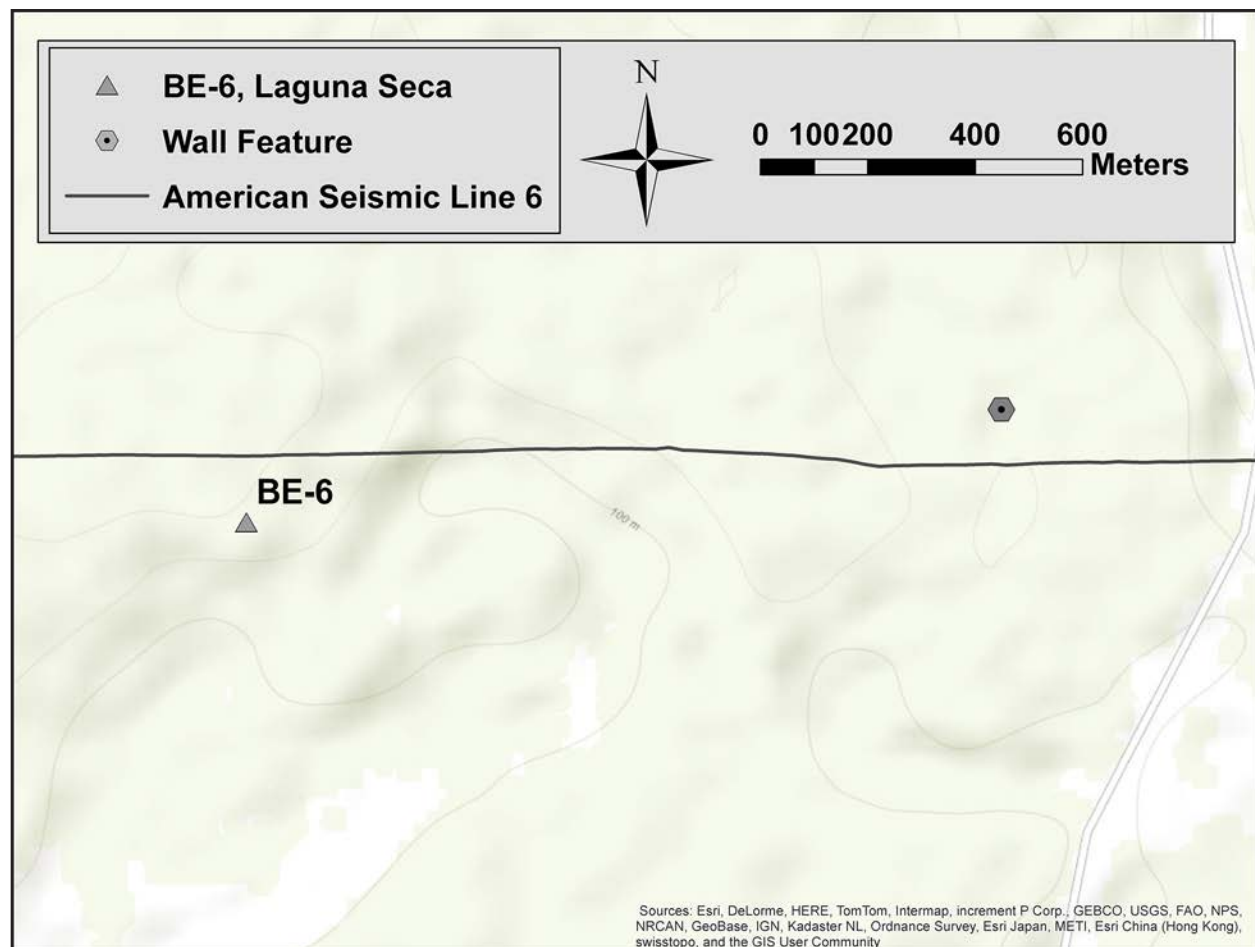 BE-6, Laguna Seca
Wall Feature
American Seismic Line 6
N
0 100 200 400 600
Meters
BE-6
100 m
Sources: Esri, DeLorme, HERE, TomTom, Intermap, increment P Corp., GEBCO, USGS, FAO, NPS,
NRCAN, GeoBase, IGN, Kadaster NL, Ordnance Survey, Esri Japan, METI, Esri China (Hong Kong),
swisstopo, and the GIS User Community